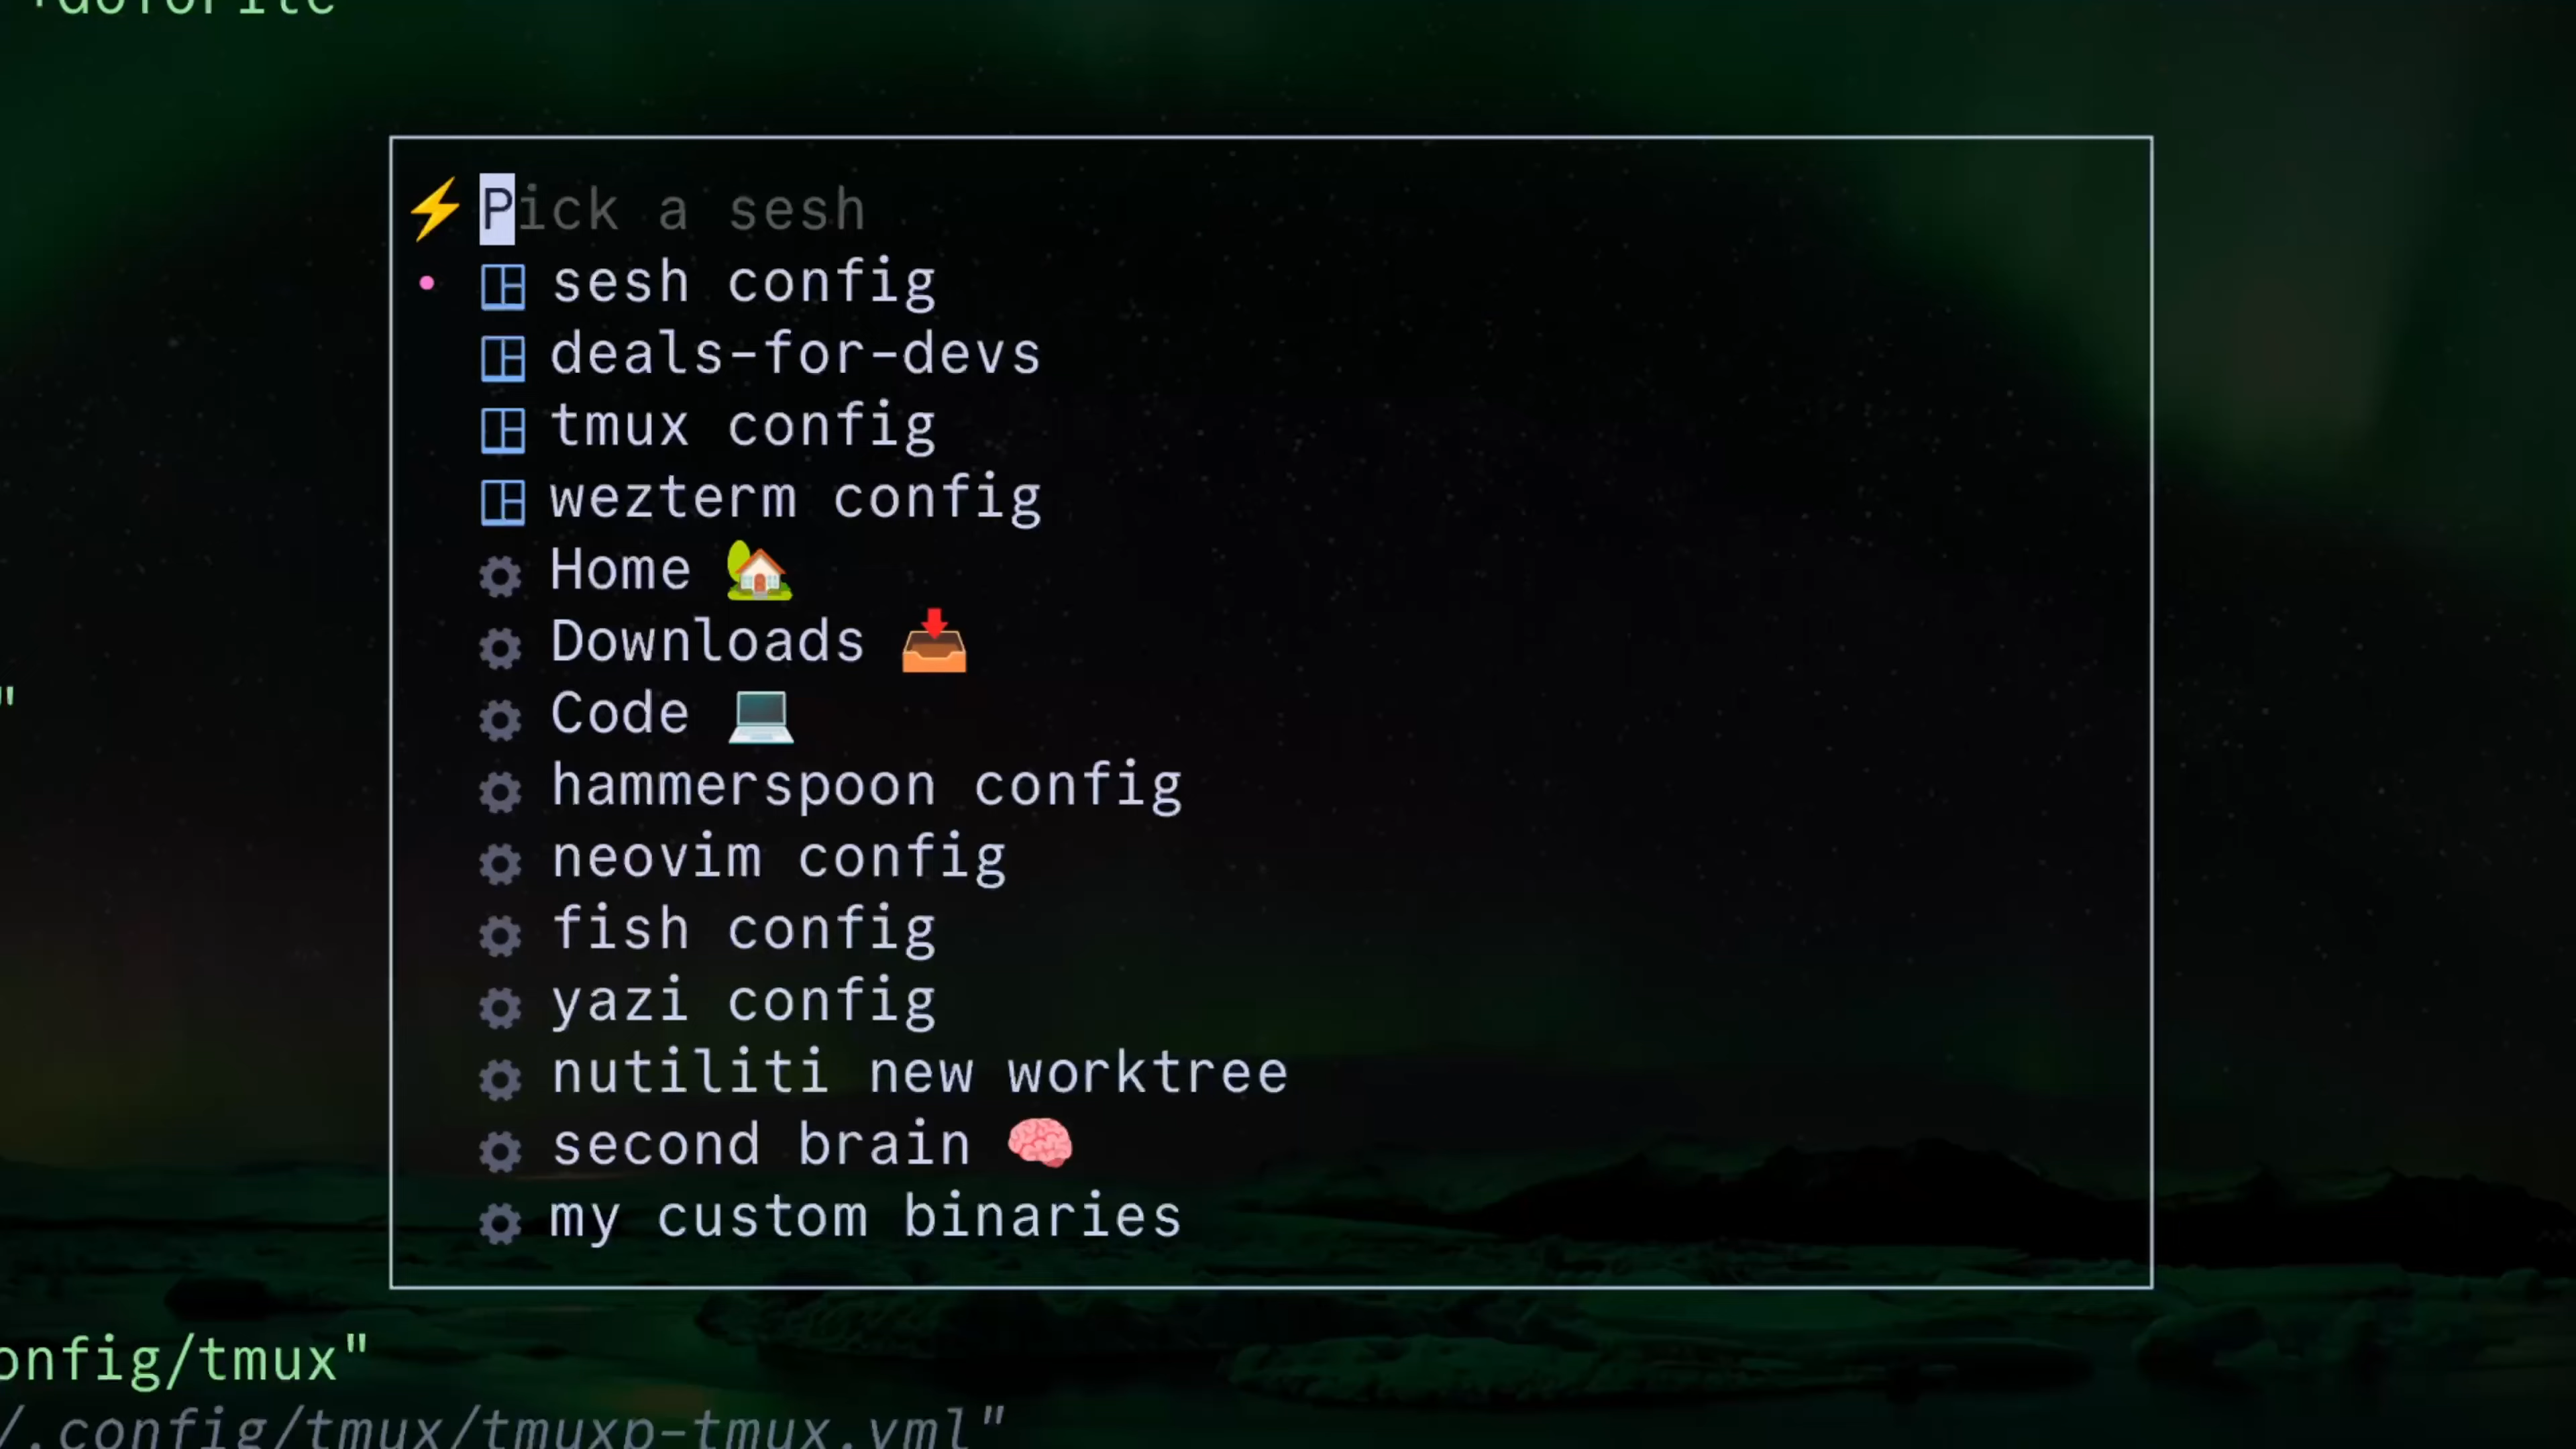 ⚡ Pick a sesh
sesh config
deals-for-devs
tmux config
wezterm config
Home 🏡
Downloads 📥
Code 💻
hammerspoon config
neovim config
fish config
yazi config
nutiliti new worktree
second brain 🧠
my custom binaries
"
onfig/tmux"
/.config/tmux/tmuxp-tmux.yml"